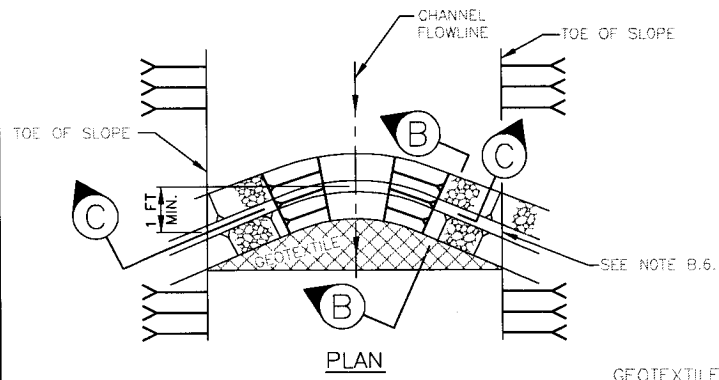 CHANNEL
FLOWLINE
TOE OF SLOPE
TOE OF SLOPE
B
C
1 FT
MIN.
C
GEOTEXTILE
SEE NOTE B.6.
B
PLAN
GEOTEXTILE